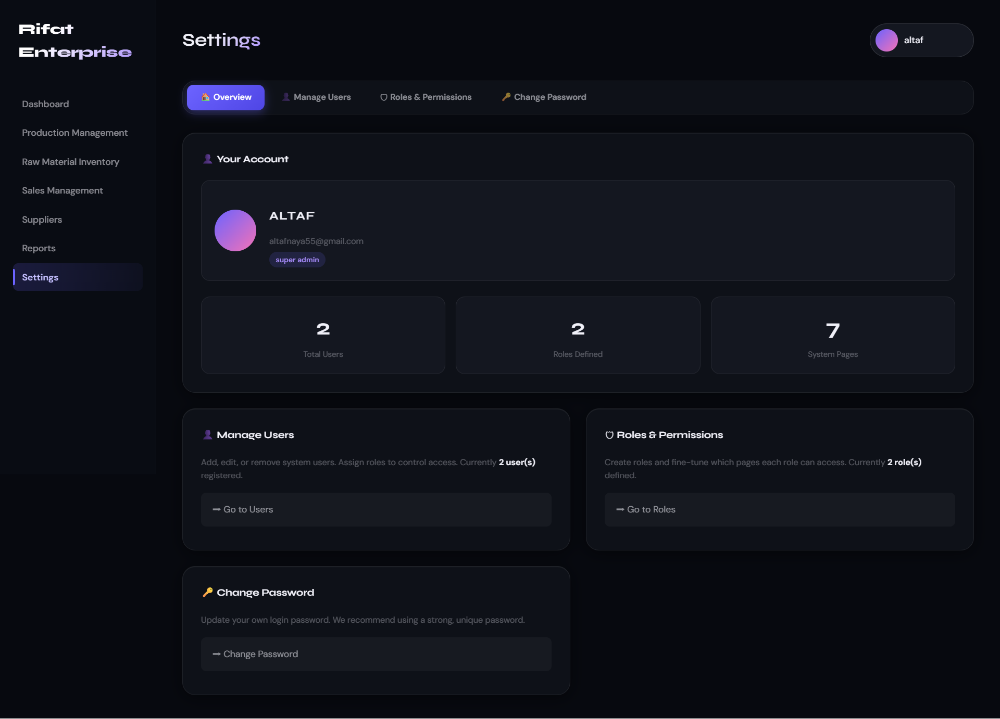 Rifat
Enterprise
Dashboard
Production Management
Raw Material Inventory
Sales Management
Suppliers
Reports
Settings
Settings
altaf
Overview
Manage Users
Roles & Permissions
Change Password
Your Account
ALTAF
altafnaya55@gmail.com
super admin
2
Total Users
2
Roles Defined
7
System Pages
Manage Users
Add, edit, or remove system users. Assign roles to control access. Currently 2 user(s)
registered.
➞ Go to Users
Roles & Permissions
Create roles and fine-tune which pages each role can access. Currently 2 role(s)
defined.
➞ Go to Roles
Change Password
Update your own login password. We recommend using a strong, unique password.
➞ Change Password